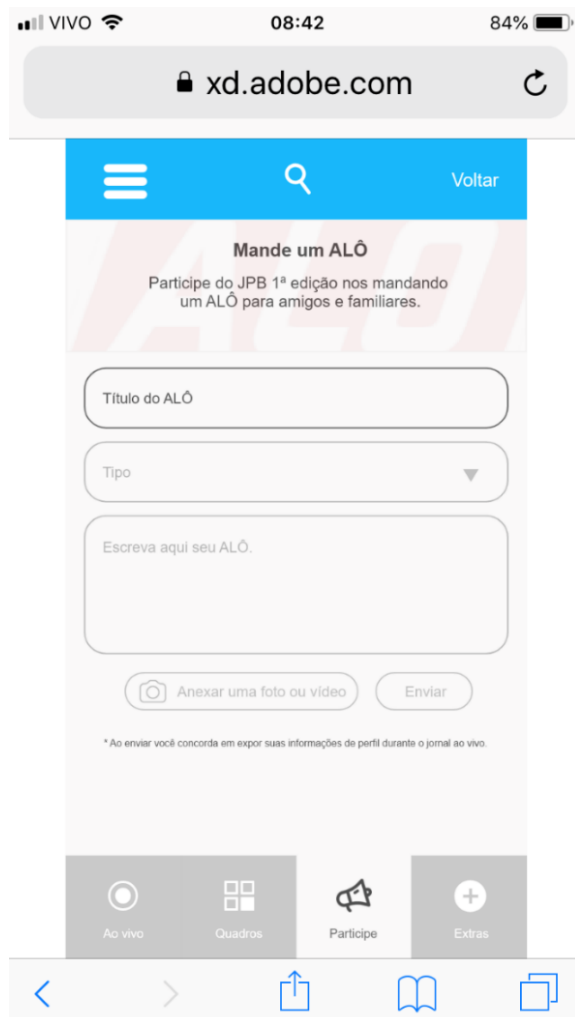 VIVO 08:42 84%
xd.adobe.com
Voltar
ALÔ
Mande um ALÔ
Participe do JPB 1ª edição nos mandando
um ALÔ para amigos e familiares.
Título do ALÔ
Tipo
Escreva aqui seu ALÔ.
Anexar uma foto ou vídeo Enviar
* Ao enviar você concorda em expor suas informações de perfil durante o jornal ao vivo.
Ao vivo Quadros Participe Extras